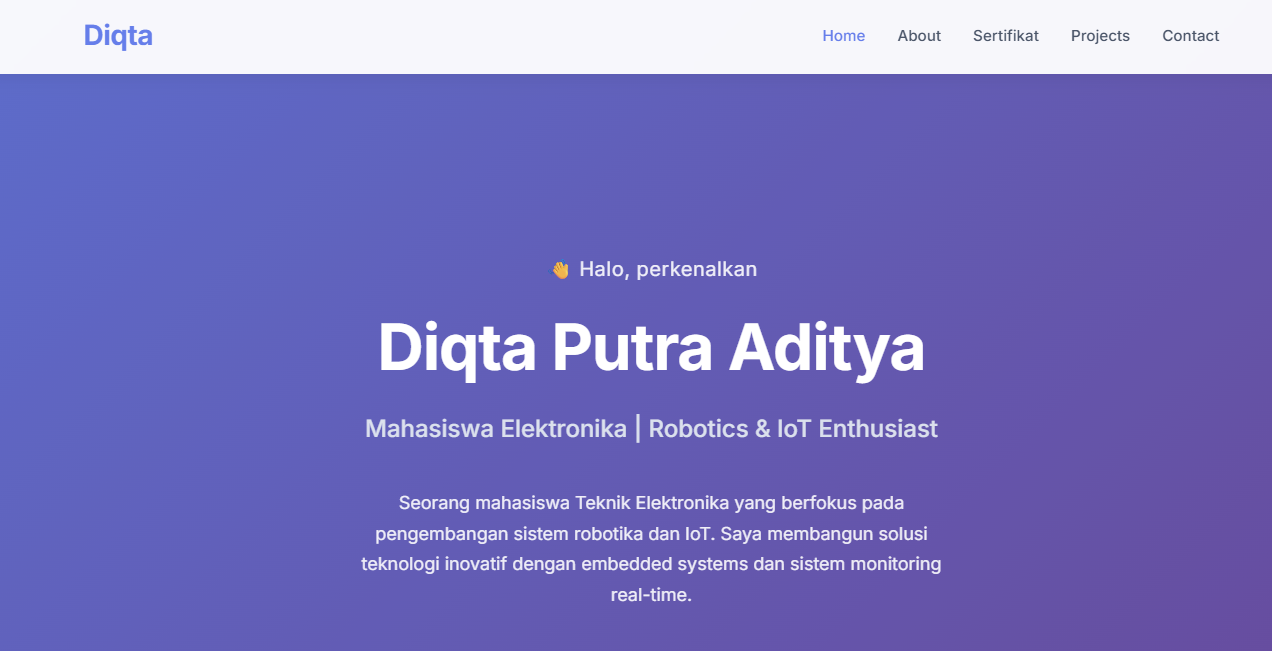 Diqta
Home About Sertifikat Projects Contact
👋 Halo, perkenalkan
Diqta Putra Aditya
Mahasiswa Elektronika | Robotics & IoT Enthusiast
Seorang mahasiswa Teknik Elektronika yang berfokus pada
pengembangan sistem robotika dan IoT. Saya membangun solusi
teknologi inovatif dengan embedded systems dan sistem monitoring
real-time.